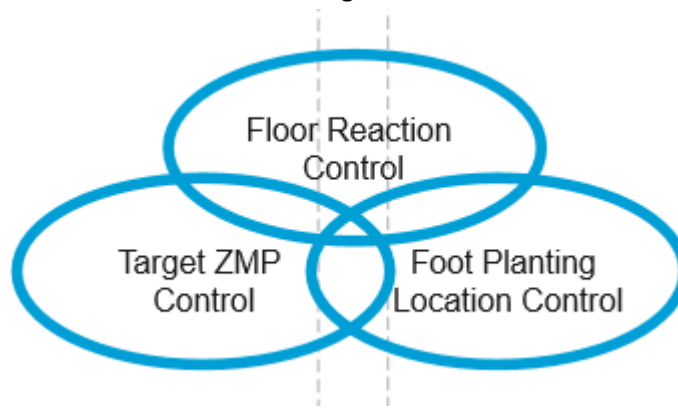 Floor Reaction
Control
Target ZMP
Control
Foot Planting
Location Control